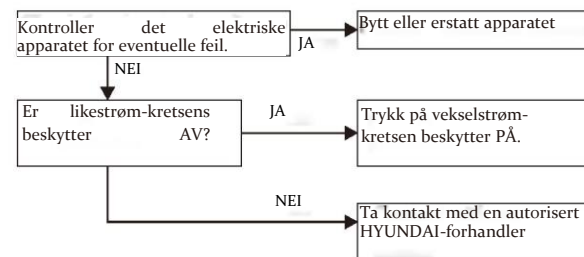 Kontroller det elektriske
apparatet for eventuelle feil.
JA
Bytt eller erstatt apparatet
NEI
Er likestrøm-kretsens
beskytter AV?
JA
Trykk på vekselstrøm-
kretsen beskytter PÅ.
NEI
Ta kontakt med en autorisert
HYUNDAI-forhandler